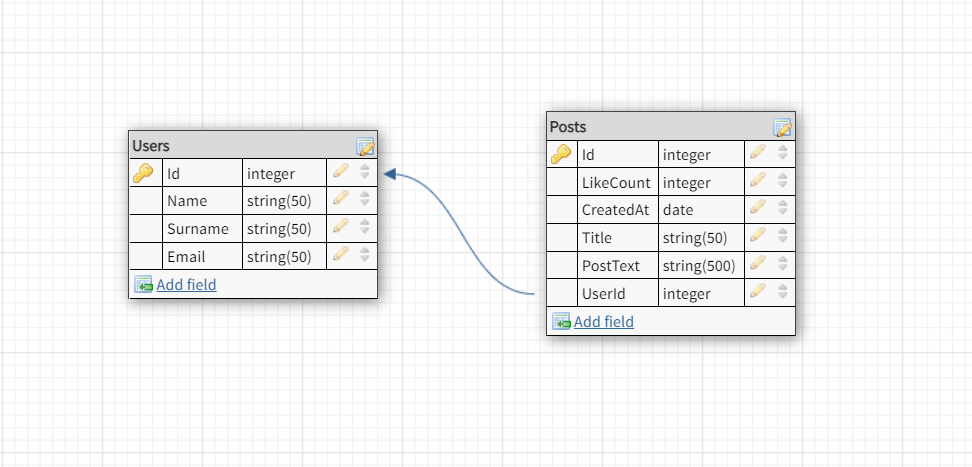 Users
Id integer
Name string(50)
Surname string(50)
Email string(50)
Add field
Posts
Id integer
LikeCount integer
CreatedAt date
Title string(50)
PostText string(500)
UserId integer
Add field